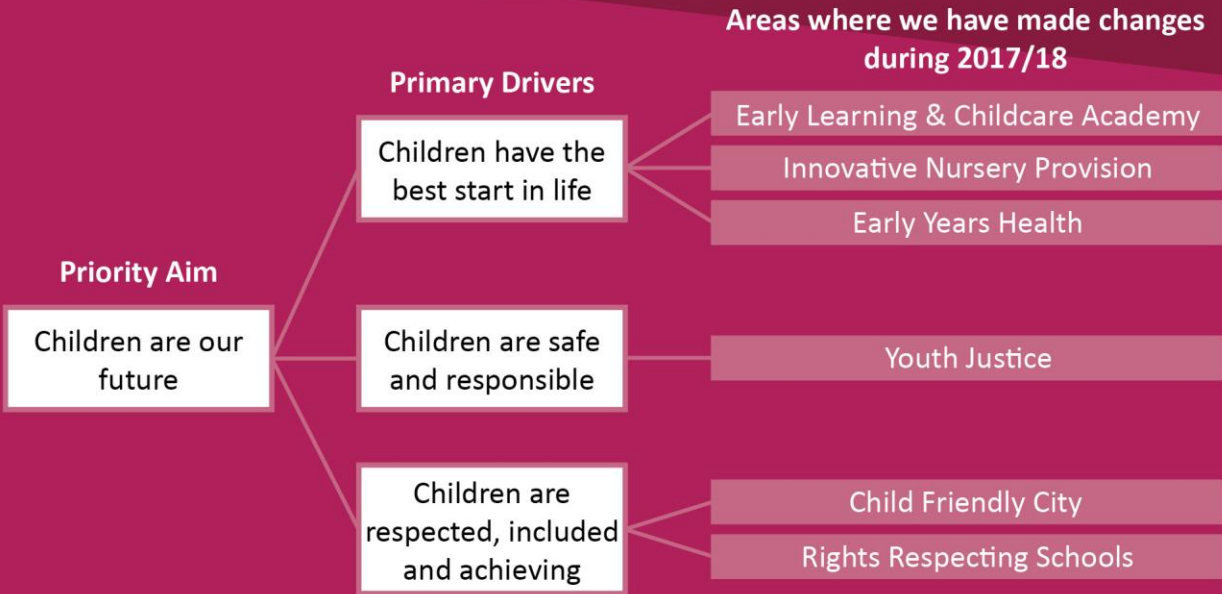 Areas where we have made changes
during 2017/18
Primary Drivers
Children have the
best start in life
Early Learning & Childcare Academy
Innovative Nursery Provision
Early Years Health
Priority Aim
Children are our
future
Children are safe
and responsible
Youth Justice
Children are
respected, included
and achieving
Child Friendly City
Rights Respecting Schools